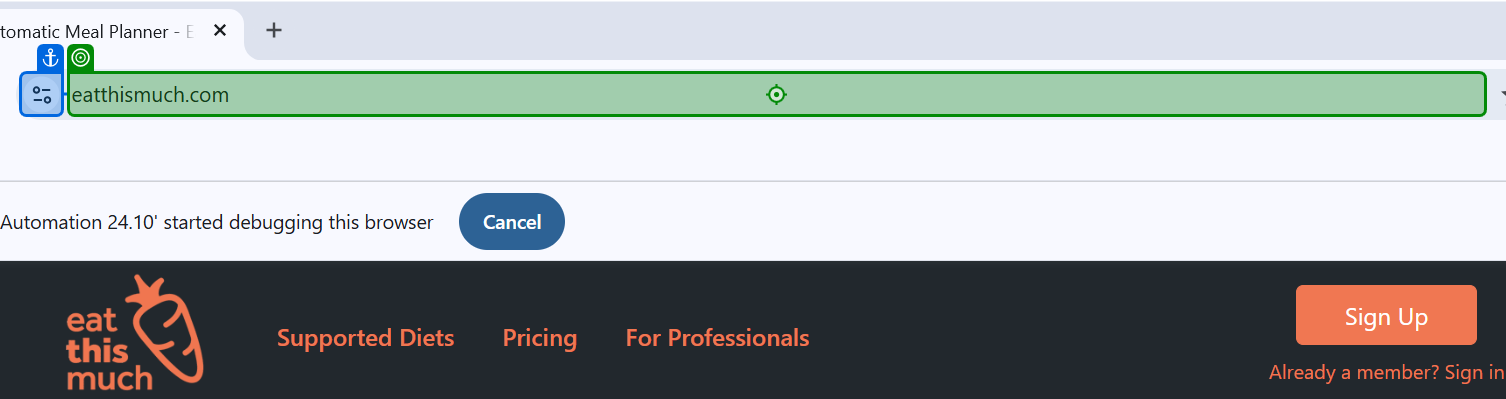 tomatic Meal Planner - E
eatthismuch.com
Automation 24.10' started debugging this browser
Cancel
eat
this
much
Supported Diets
Pricing
For Professionals
Sign Up
Already a member? Sign in